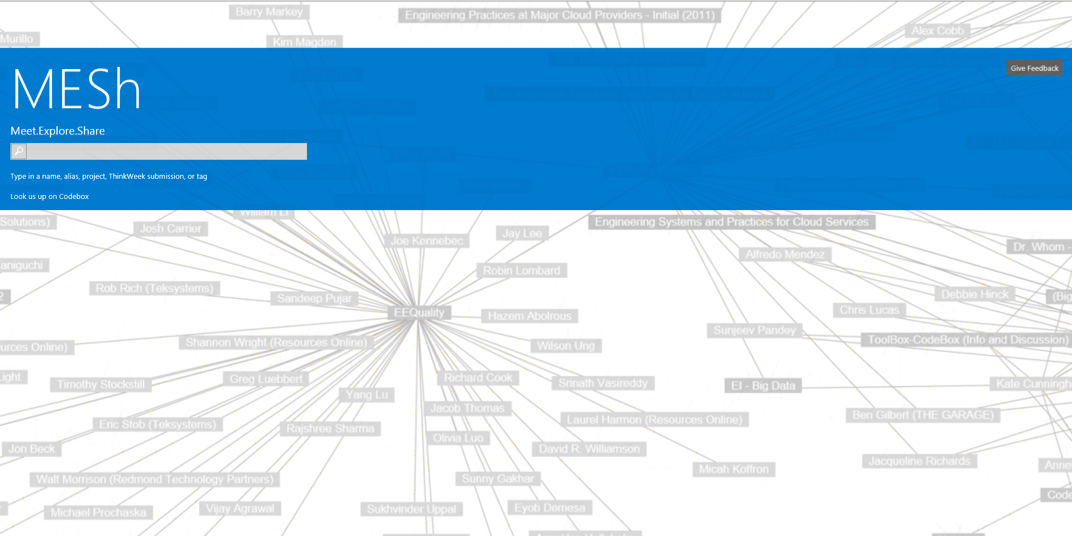 Barry Markey
Engineering Practices at Major Cloud Providers - Initial (2011)
Alex Cobb
Murillo
Kim Magden
MESh
Give Feedback
Meet.Explore.Share
Type in a name, alias, project, ThinkWeek submission, or tag
Look us up on Codebox
William Li
Solutions)
Engineering Systems and Practices for Cloud Services
Josh Carrier
Jay Lee
Joe Kennebec
Dr. Whom -
Alfredo Mendez
aniguchi
Robin Lombard
Rob Rich (Teksystems)
Debbie Hinck
(Big
Sandeep Pujar
Chris Lucas
EEQuality
Hazem Abolrous
Sunjeev Pandey
ToolBox-CodeBox (Info and Discussion)
Shannon Wright (Resources Online)
urces Online)
Wilson Ung
Light
Greg Luebbert
Richard Cook
Timothy Stockstill
Srinath Vasireddy
EI - Big Data
Kate Cunningh
Yang Lu
Jacob Thomas
Laurel Harmon (Resources Online)
Ben Gilbert (THE GARAGE)
Eric Stob (Teksystems)
Rajshree Sharma
Olivia Luo
Jon Beck
David R. Williamson
Jacqueline Richards
Anne
Micah Koffron
Walt Morrison (Redmond Technology Partners)
Sunny Gakhar
Code
Michael Prochaska
Vijay Agrawal
Sukhvinder Uppal
Eyob Demesa